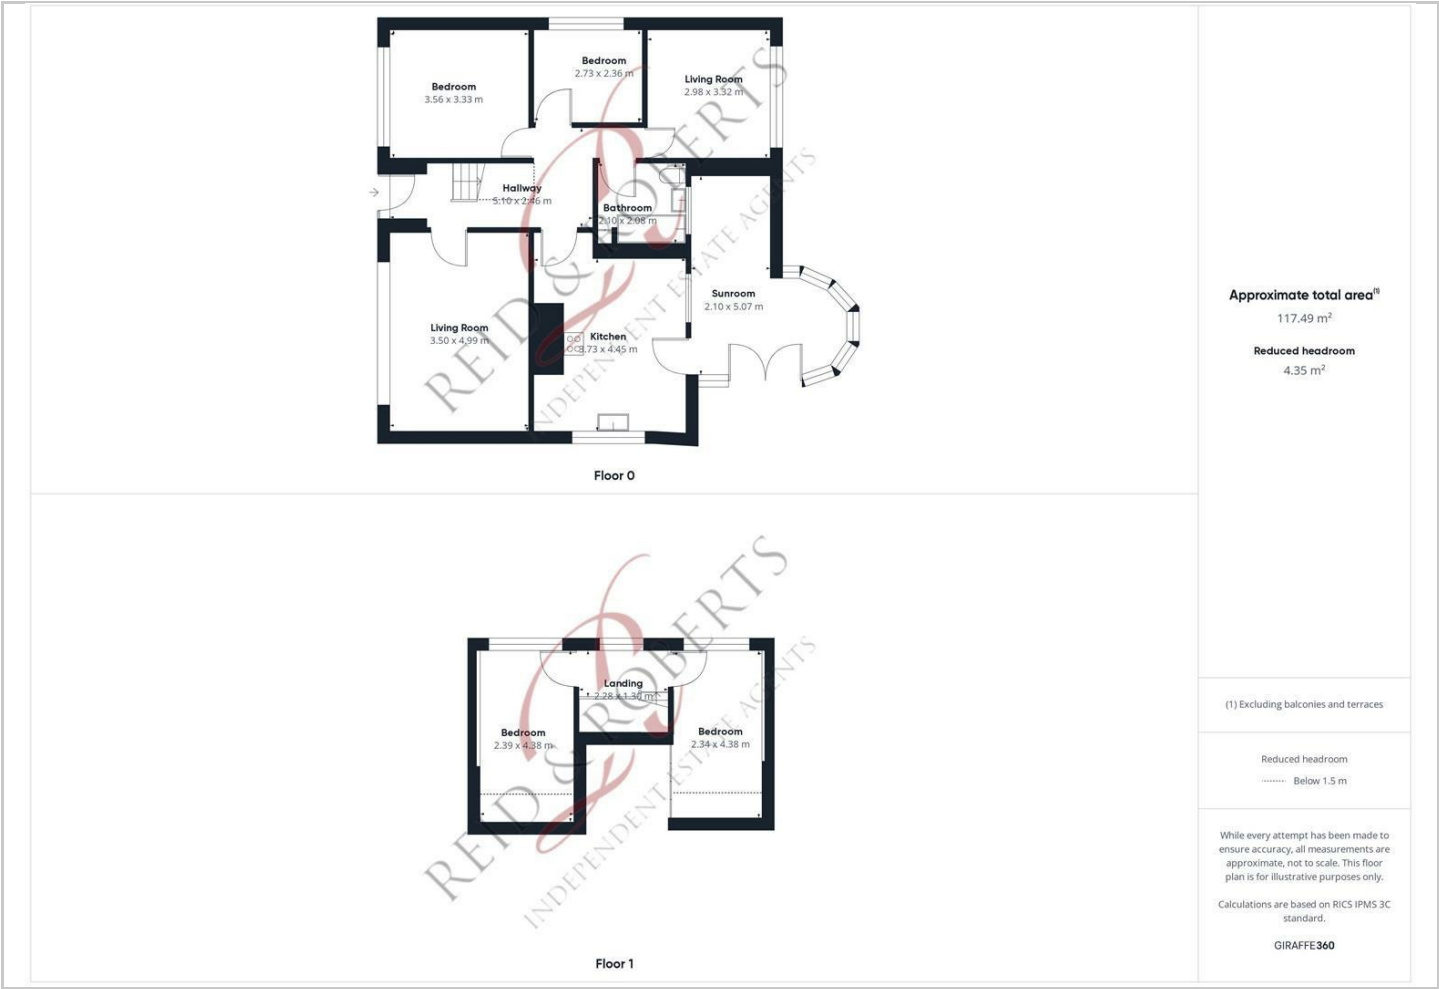 Bedroom
3.56 x 3.33 m
Bedroom
2.73 x 2.36 m
Living Room
2.98 x 3.32 m
Hallway
5.10 x 2.46 m
Bathroom
2.10 x 2.08 m
Sunroom
2.10 x 5.07 m
Living Room
3.50 x 4.99 m
Kitchen
3.73 x 4.45 m
REID & ROBERTS
INDEPENDENT ESTATE AGENTS
Floor 0
Landing
2.28 x 1.30 m
Bedroom
2.39 x 4.38 m
Bedroom
2.34 x 4.38 m
REID & ROBERTS
INDEPENDENT ESTATE AGENTS
Floor 1
Approximate total area(1)
117.49 m²
Reduced headroom
4.35 m²
(1) Excluding balconies and terraces
Reduced headroom
Below 1.5 m
While every attempt has been made to
ensure accuracy, all measurements are
approximate, not to scale. This floor
plan is for illustrative purposes only.
Calculations are based on RICS IPMS 3C
standard.
GIRAFFE360